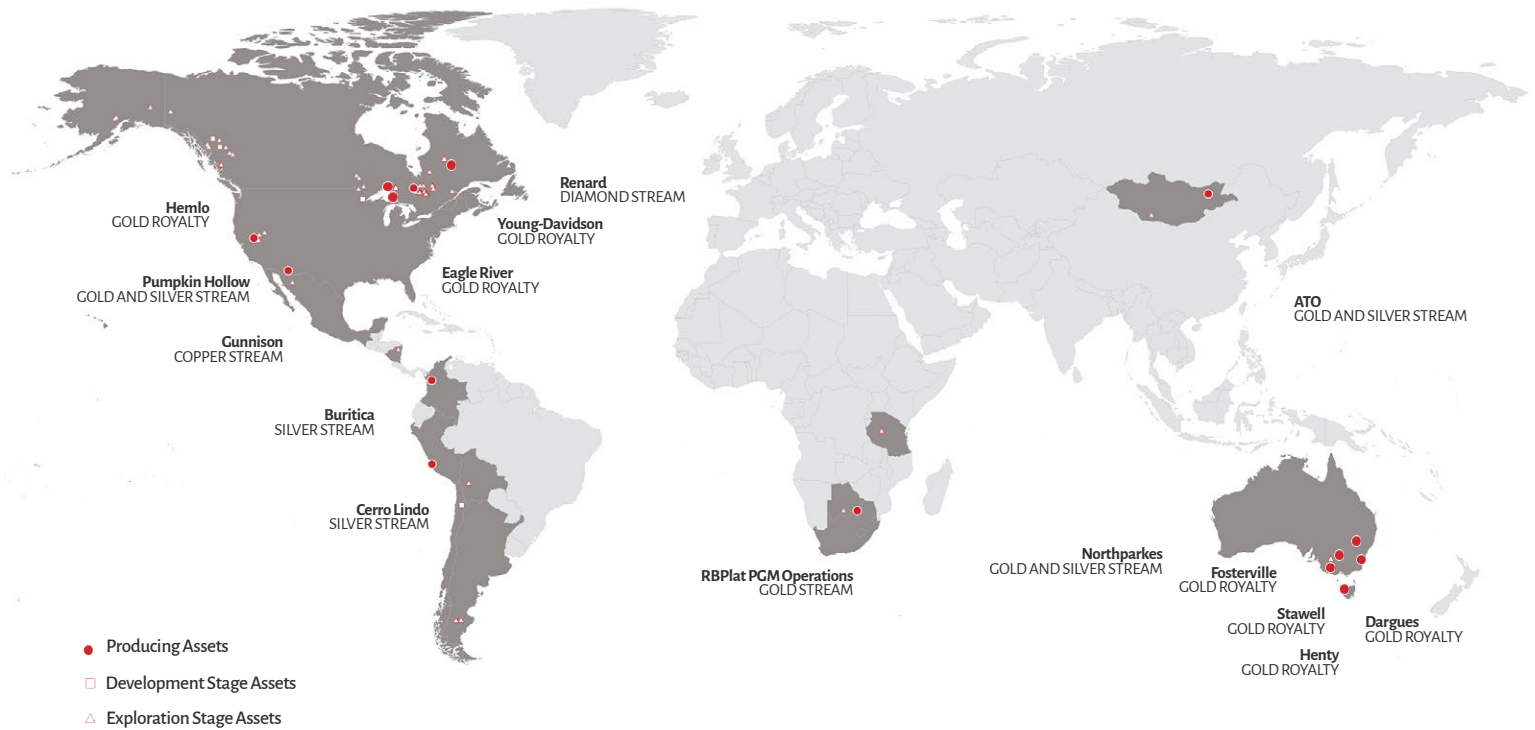 Renard
DIAMOND STREAM
Hemlo
GOLD ROYALTY
Young-Davidson
GOLD ROYALTY
Eagle River
GOLD ROYALTY
Pumpkin Hollow
GOLD AND SILVER STREAM
ATO
GOLD AND SILVER STREAM
Gunnison
COPPER STREAM
Buritica
SILVER STREAM
Cerro Lindo
SILVER STREAM
Northparkes
GOLD AND SILVER STREAM
RBPlat PGM Operations
GOLD STREAM
Fosterville
GOLD ROYALTY
Stawell
GOLD ROYALTY
Dargues
GOLD ROYALTY
Henty
GOLD ROYALTY
Producing Assets
Development Stage Assets
Exploration Stage Assets